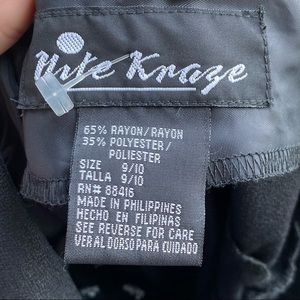 Nite Kraze
65% RAYON/RAYON
35% POLYESTER/
POLIESTER
SIZE 9/10
TALLA 9/10
RN# 88416
MADE IN PHILIPPINES
HECHO EN FILIPINAS
SEE REVERSE FOR CARE
VER AL DORSO PARA CUIDADO